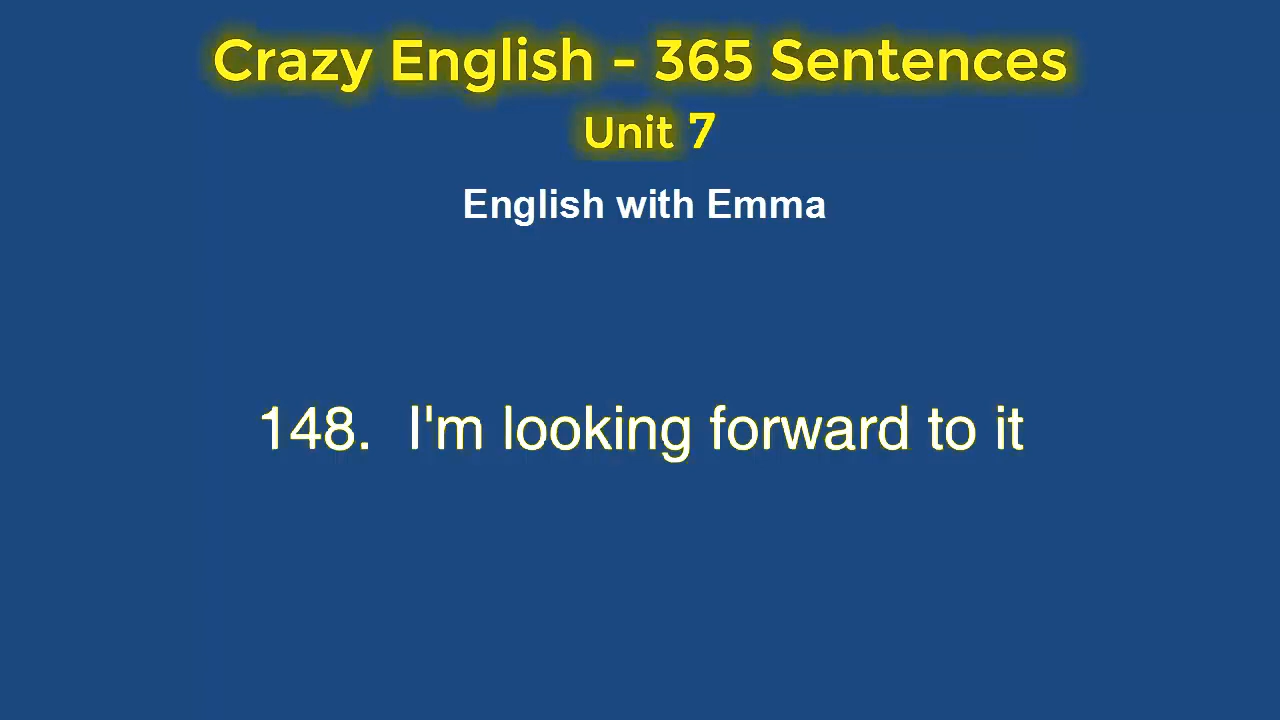 Crazy English - 365 Sentences
Unit 7
English with Emma
148. I'm looking forward to it